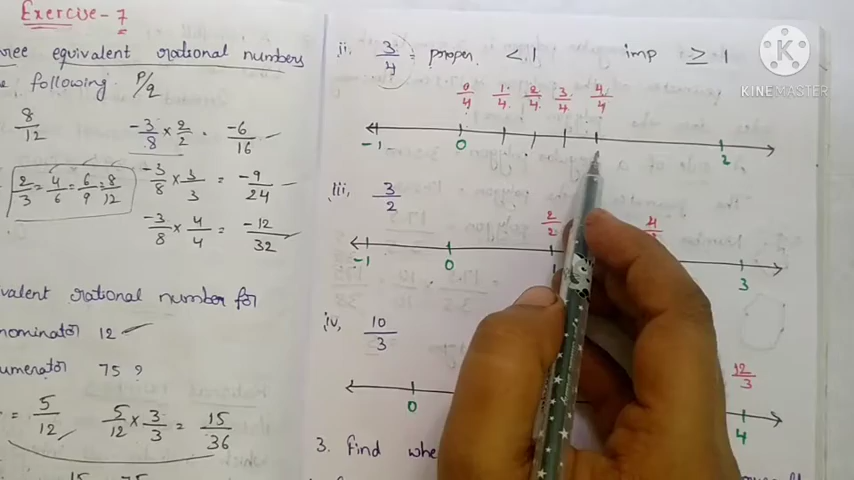 Exercise-7
ree equivalent rational numbers
e following P/q
8/12
-3/8 × 2/2 . -6/16
2/3 = 4/6 = 6/9 = 8/12
-3/8 × 3/3 = -9/24
-3/8 × 4/4 = -12/32
ivalent rational number for
nominator 12
umerator 75 ?
= 5/12 5/12 × 3/3 = 15/36
ii. 3/4 = proper. < 1 imp ≥ 1
0/4 1/4 2/4 3/4 4/4
-1 0 2
iii. 3/2
2/2 4/2
-1 0 1 3
iv, 10/3
12/3
0 4
3. Find whe
KINEMASTER